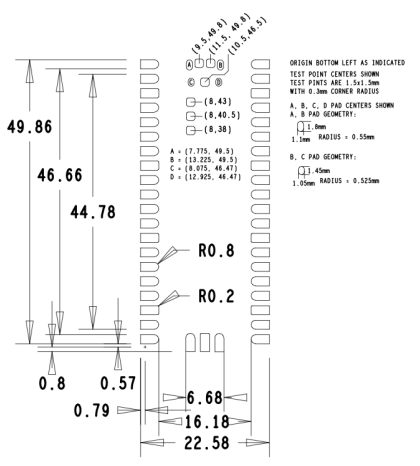 (9.5,49.8)
(11.5, 49.8)
(10.5,46.5)
A B
C D
(8,43)
(8,40.5)
(8,38)
A = (7.775, 49.5)
B = (13.225, 49.5)
C = (8.075, 46.47)
D = (12.925, 46.47)
ORIGIN BOTTOM LEFT AS INDICATED
TEST POINT CENTERS SHOWN
TEST PINTS ARE 1.5x1.5mm
WITH 0.3mm CORNER RADIUS
A, B, C, D PAD CENTERS SHOWN
A, B PAD GEOMETRY:
1.8mm
1.1mm RADIUS = 0.55mm
B, C PAD GEOMETRY:
1.45mm
1.05mm RADIUS = 0.525mm
49.86
46.66
44.78
R0.8
R0.2
0.8
0.57
0.79
6.68
16.18
22.58